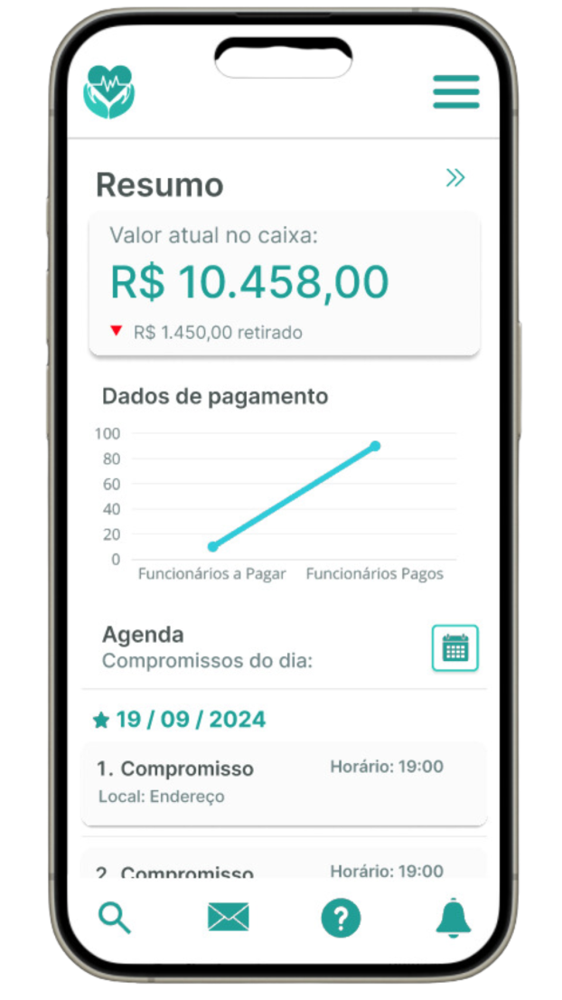 Resumo
Valor atual no caixa:
R$ 10.458,00
R$ 1.450,00 retirado
Dados de pagamento
100
80
60
40
20
0
Funcionários a Pagar Funcionários Pagos
Agenda
Compromissos do dia:
19 / 09 / 2024
1. Compromisso Horário: 19:00
Local: Endereço
2. Compromisso Horário: 19:00
?